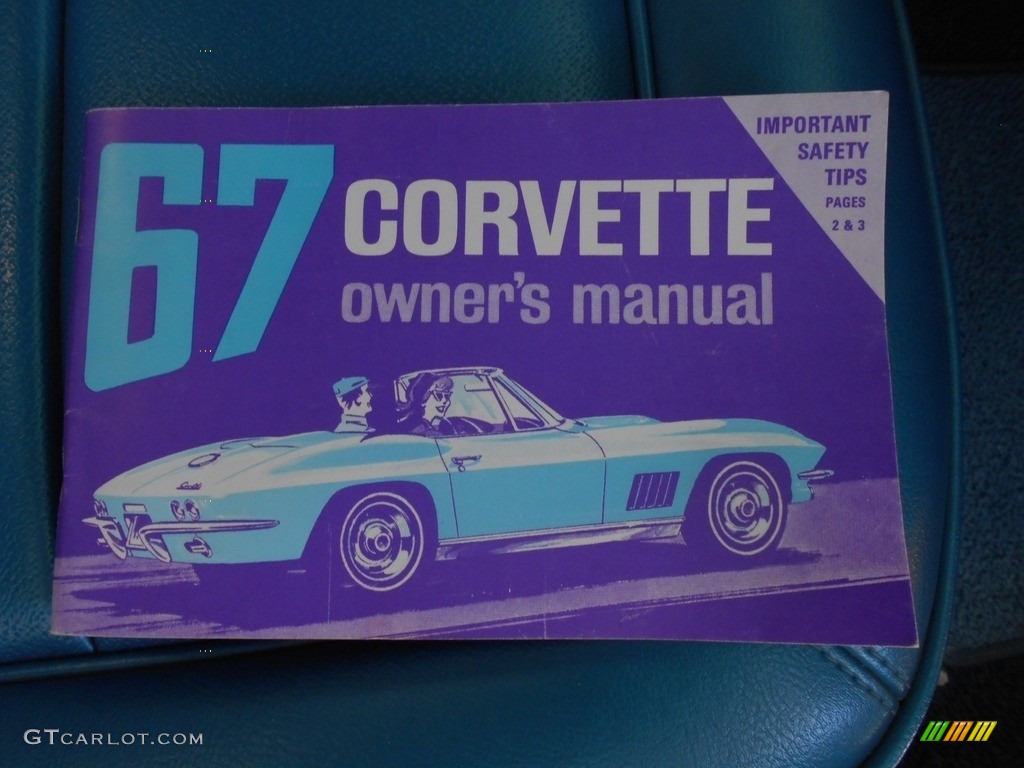 67 CORVETTE
owner's manual
IMPORTANT
SAFETY
TIPS
PAGES
2 & 3
GTCARLOT.COM